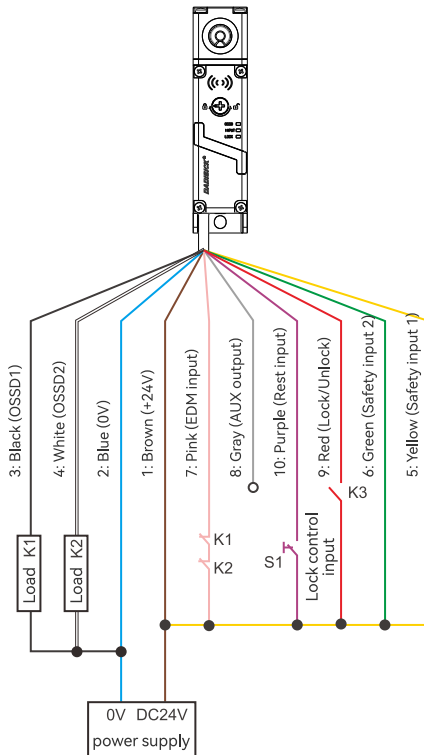 DADISICK®
3: Black (OSSD1)
4: White (OSSD2)
2: Blue (0V)
1: Brown (+24V)
7: Pink (EDM input)
8: Gray (AUX output)
10: Purple (Rest input)
9: Red (Lock/Unlock)
6: Green (Safety input 2)
5: Yellow (Safety input 1)
Load K1
Load K2
K1
K2
S1
Lock control
input
K3
0V DC24V
power supply